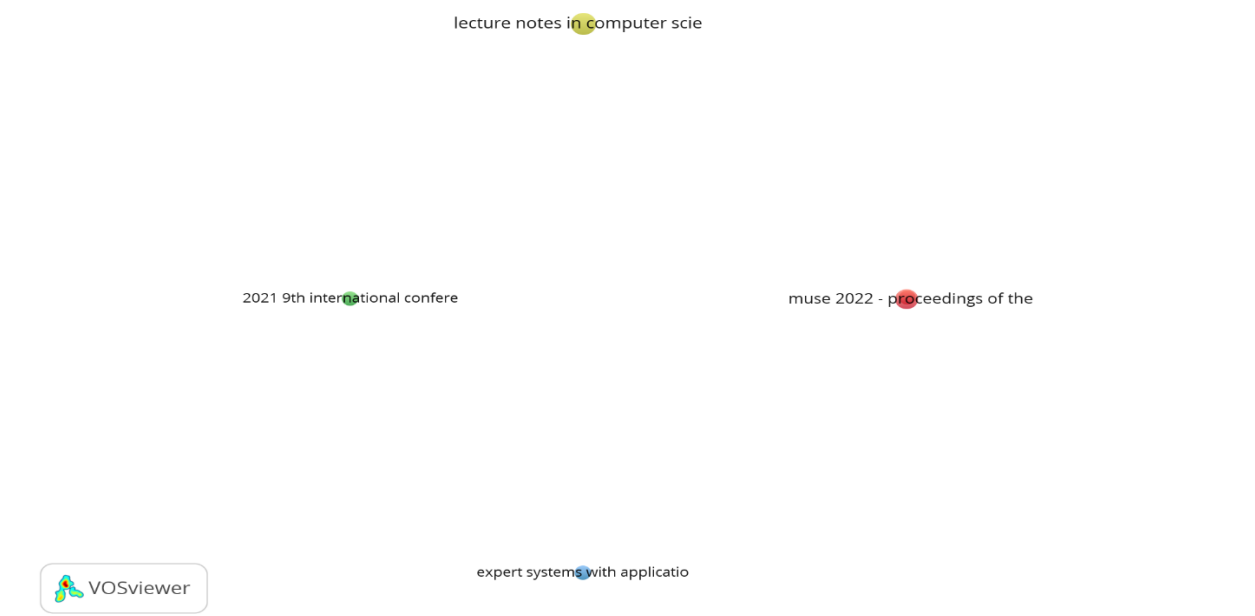 lecture notes in computer scie
2021 9th international confere
muse 2022 - proceedings of the
expert systems with applicatio
VOSviewer